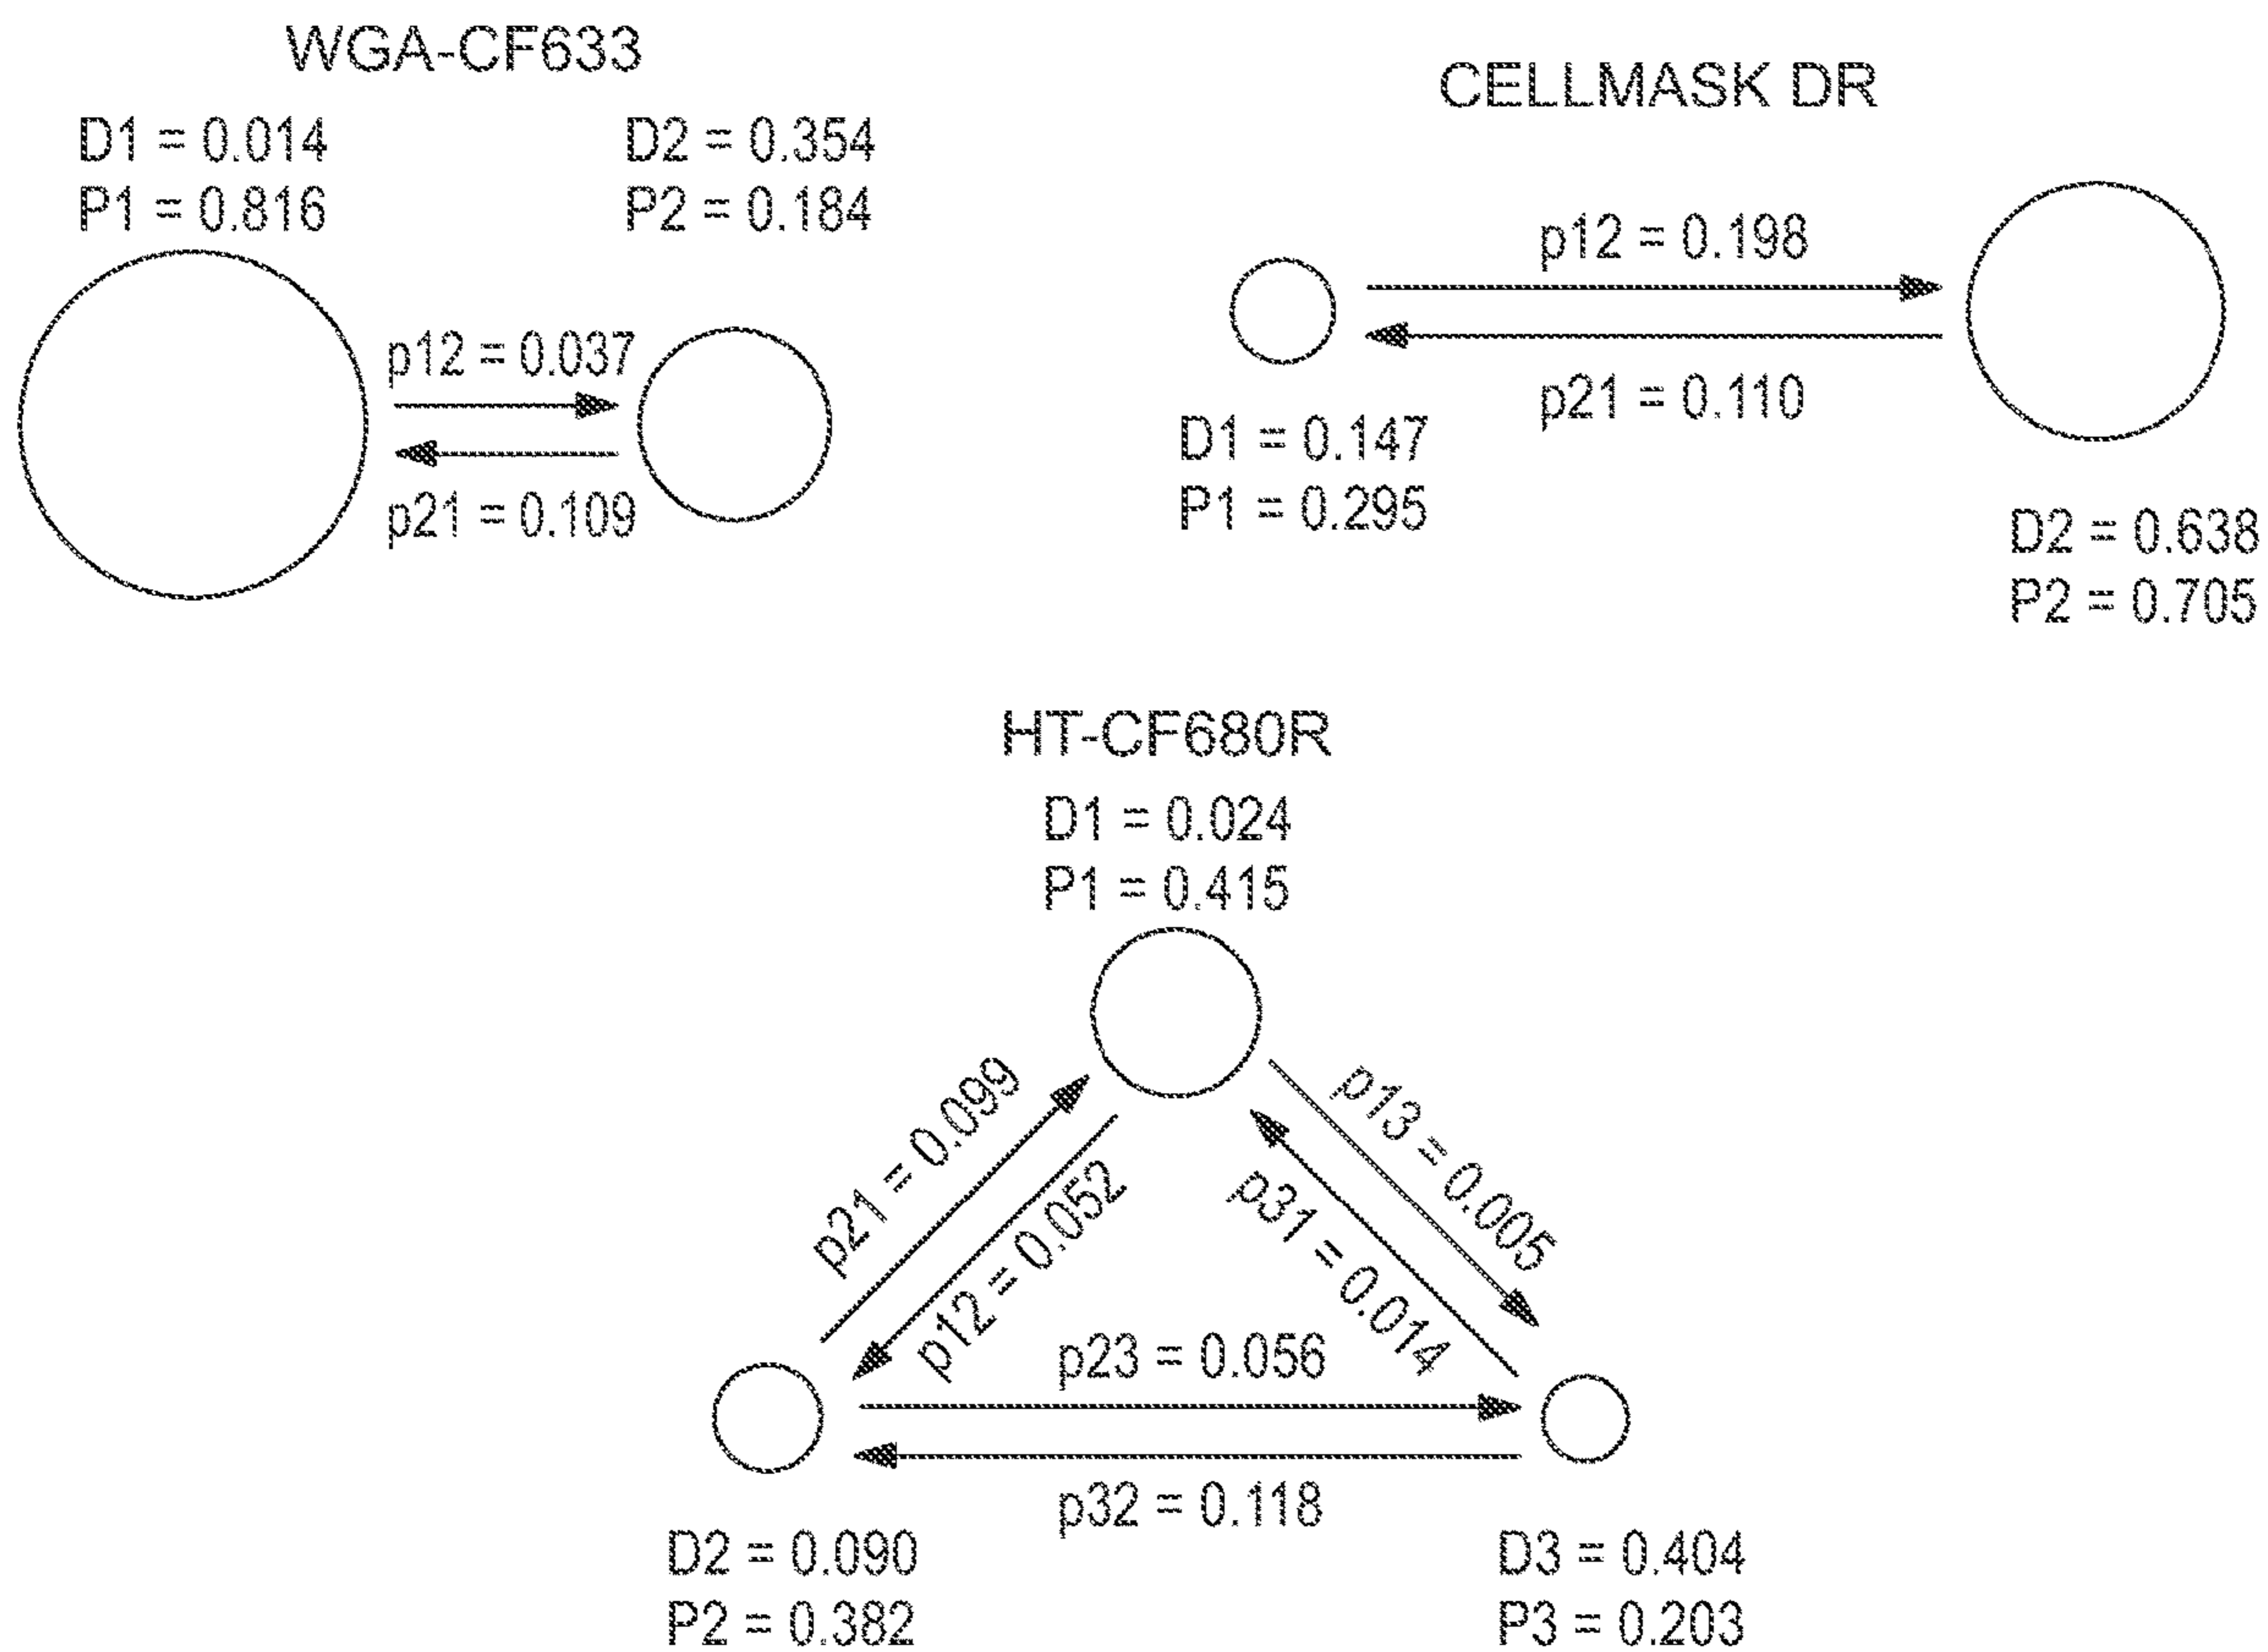 WGA-CF633
D1 = 0.014
P1 = 0.816
D2 = 0.354
P2 = 0.184
p12 = 0.037
p21 = 0.109
CELLMASK DR
p12 = 0.198
p21 = 0.110
D1 = 0.147
P1 = 0.295
D2 = 0.638
P2 = 0.705
HT-CF680R
D1 = 0.024
P1 = 0.415
p21 = 0.099
p12 = 0.052
p13 = 0.005
p31 = 0.014
p23 = 0.056
p32 = 0.118
D2 = 0.090
P2 = 0.382
D3 = 0.404
P3 = 0.203